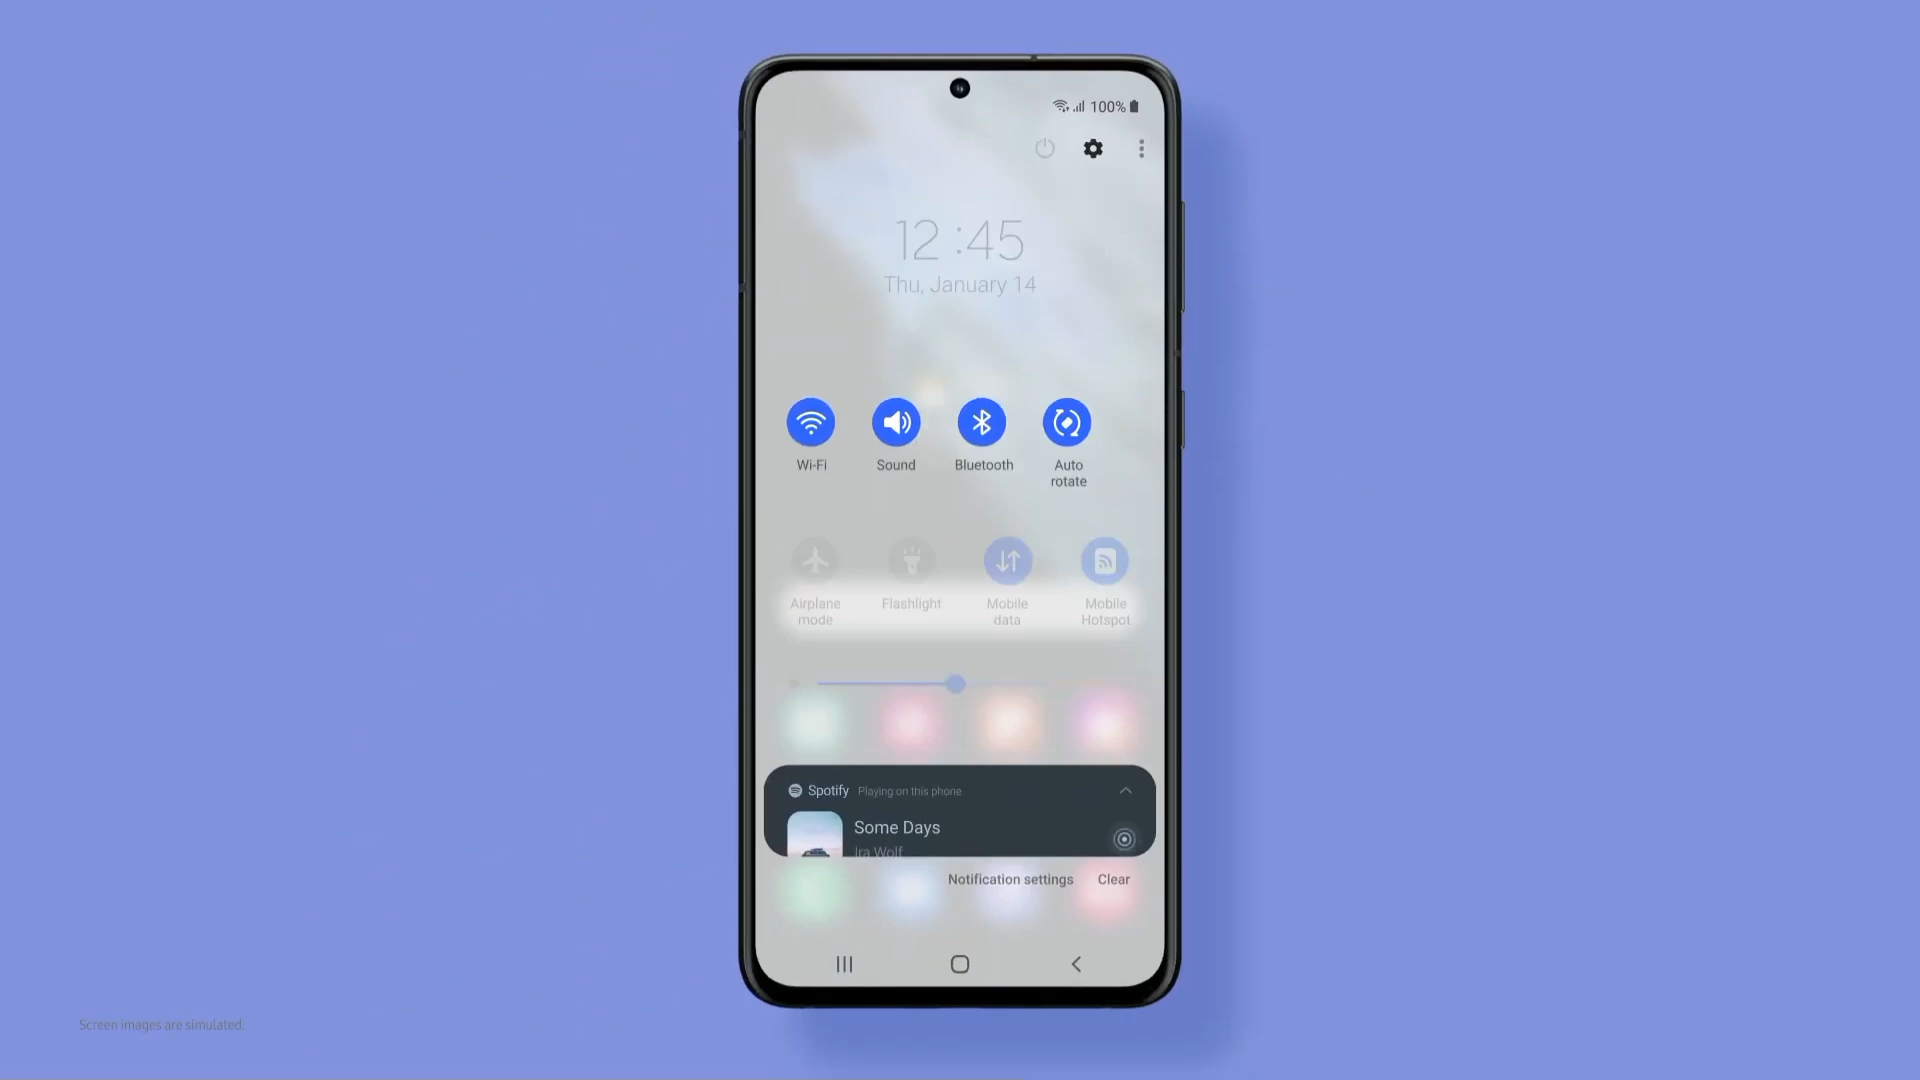 100%
12:45
Thu, January 14
Wi-Fi
Sound
Bluetooth
Auto
rotate
Airplane
mode
Flashlight
Mobile
data
Mobile
Hotspot
Spotify Playing on this phone
Some Days
Ira Wolf
Notification settings Clear
Screen images are simulated.